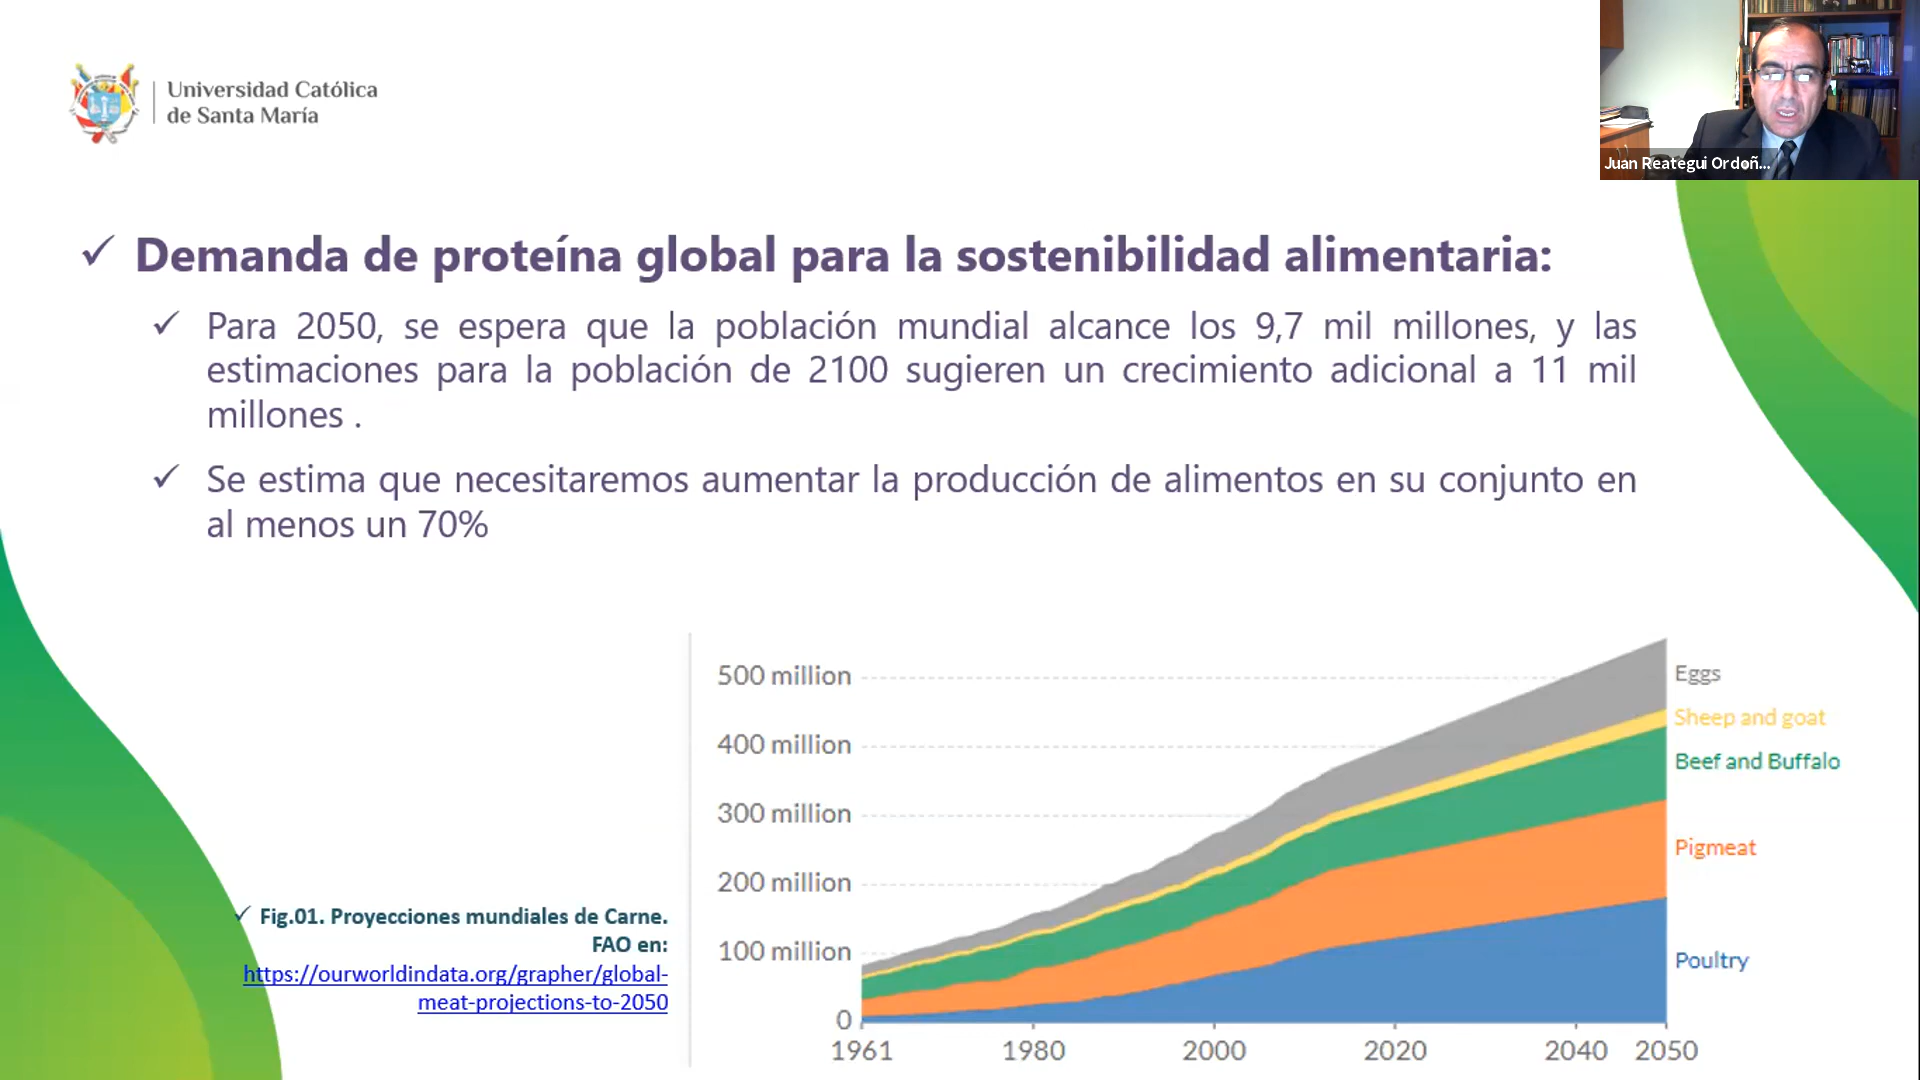 Universidad Católica
de Santa María
Juan Reategui Ordoñ...
✓ Demanda de proteína global para la sostenibilidad alimentaria:
✓ Para 2050, se espera que la población mundial alcance los 9,7 mil millones, y las
estimaciones para la población de 2100 sugieren un crecimiento adicional a 11 mil
millones .
✓ Se estima que necesitaremos aumentar la producción de alimentos en su conjunto en
al menos un 70%
✓ Fig.01. Proyecciones mundiales de Carne.
FAO en:
https://ourworldindata.org/grapher/global-
meat-projections-to-2050
500 million
400 million
300 million
200 million
100 million
0
1961 1980 2000 2020 2040 2050
Eggs
Sheep and goat
Beef and Buffalo
Pigmeat
Poultry